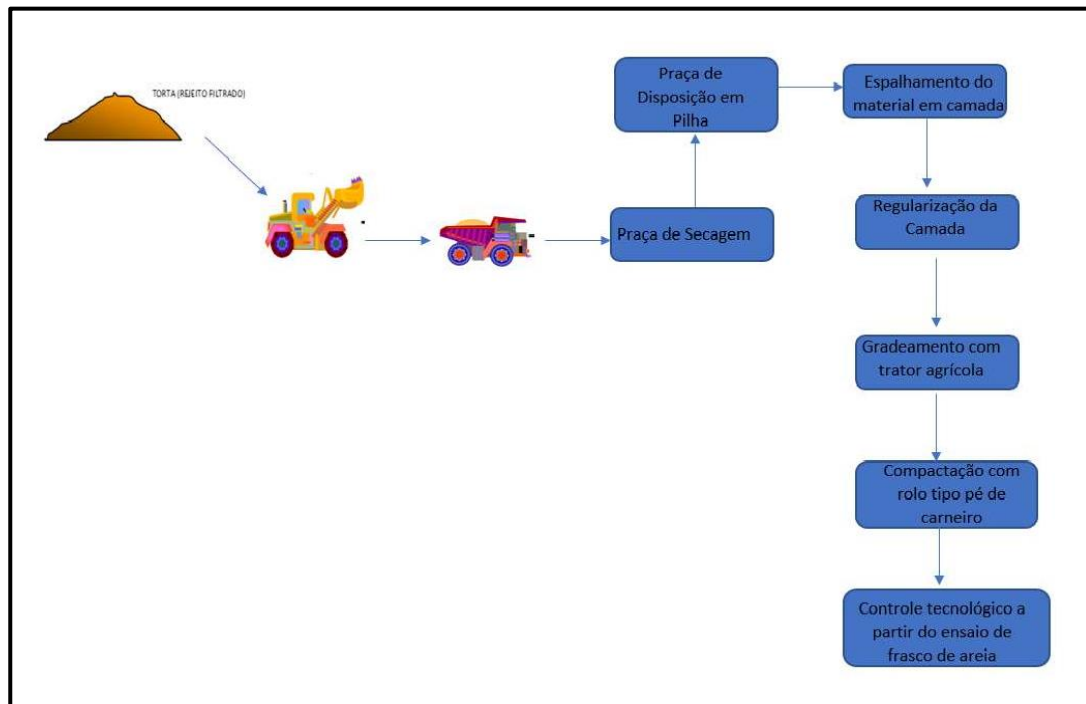 TORTA (REJEITO FILTRADO)
Praça de Secagem
Praça de
Disposição em
Pilha
Espalhamento do
material em camada
Regularização da
Camada
Gradeamento com
trator agrícola
Compactação com
rolo tipo pé de
carneiro
Controle tecnológico a
partir do ensaio de
frasco de areia